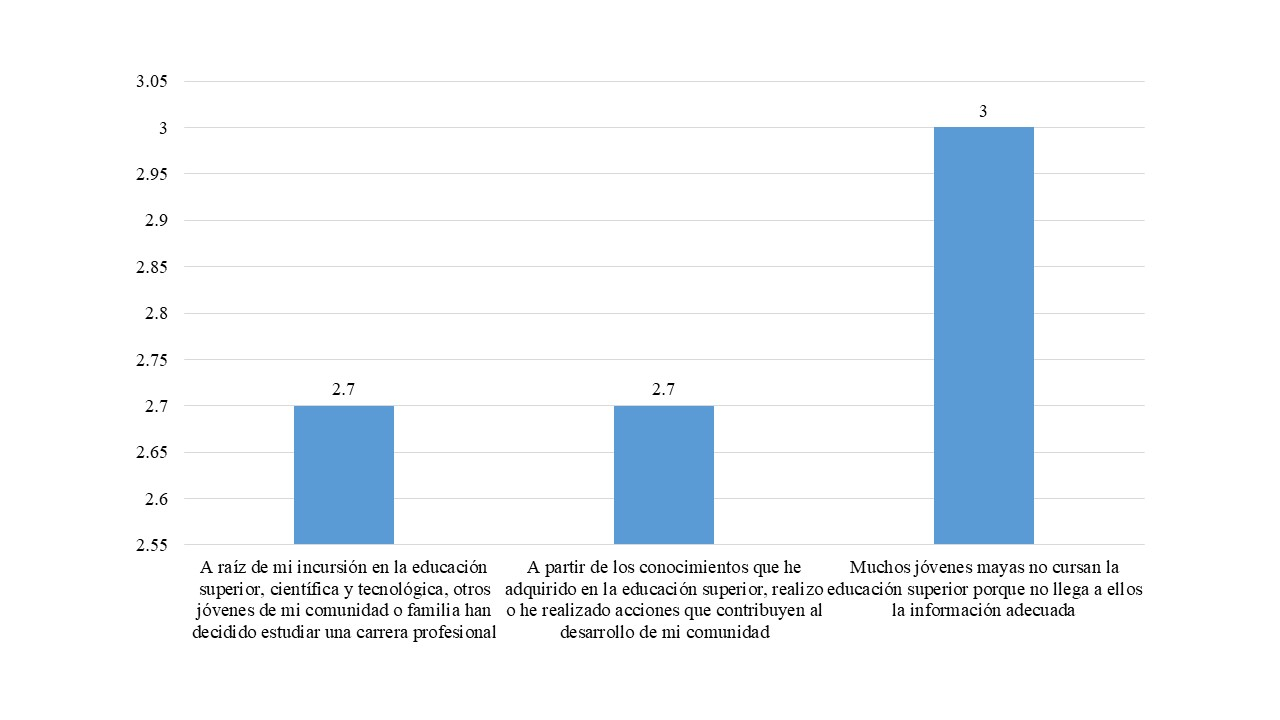 3.05
3
2.95
2.9
2.85
2.8
2.75
2.7
2.65
2.6
2.55
2.7
2.7
3
A raíz de mi incursión en la educación
superior, científica y tecnológica, otros
jóvenes de mi comunidad o familia han
decidido estudiar una carrera profesional
A partir de los conocimientos que he
adquirido en la educación superior, realizo
o he realizado acciones que contribuyen al
desarrollo de mi comunidad
Muchos jóvenes mayas no cursan la
educación superior porque no llega a ellos
la información adecuada